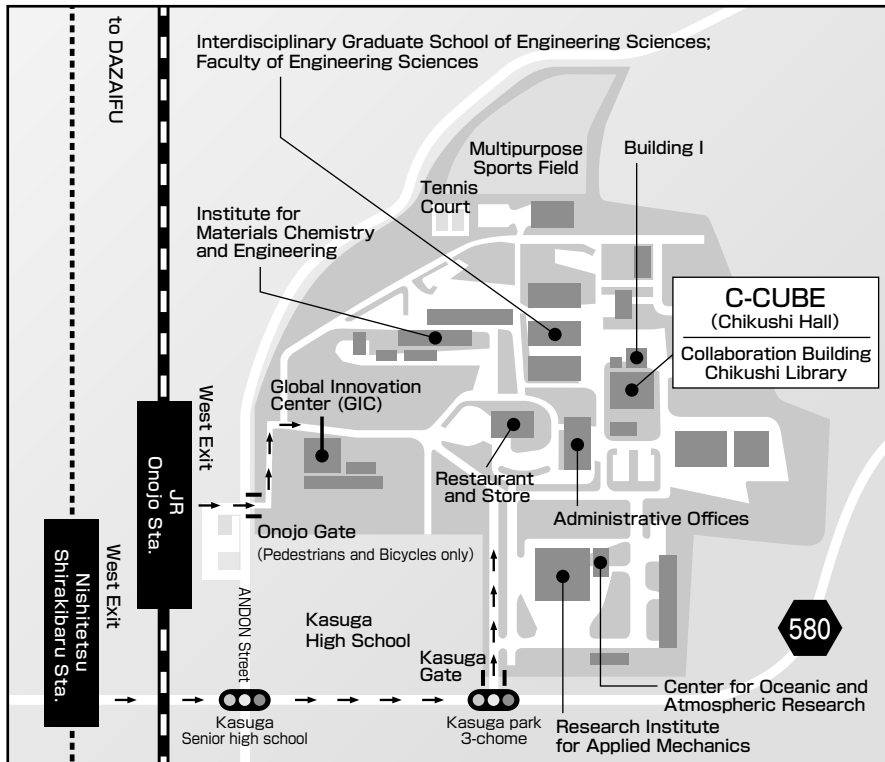 to DAZAIFU
Interdisciplinary Graduate School of Engineering Sciences;
Faculty of Engineering Sciences
Multipurpose
Sports Field
Building I
Tennis
Court
Institute for
Materials Chemistry
and Engineering
C-CUBE
(Chikushi Hall)
Collaboration Building
Chikushi Library
Global Innovation
Center (GIC)
West Exit
JR
Onojo Sta.
Restaurant
and Store
Administrative Offices
Onojo Gate
(Pedestrians and Bicycles only)
West Exit
Nishitetsu
Shirakibaru Sta.
ANDON Street
Kasuga
High School
Kasuga
Gate
580
Center for Oceanic and
Atmospheric Research
Kasuga
Senior high school
Kasuga park
3-chome
Research Institute
for Applied Mechanics